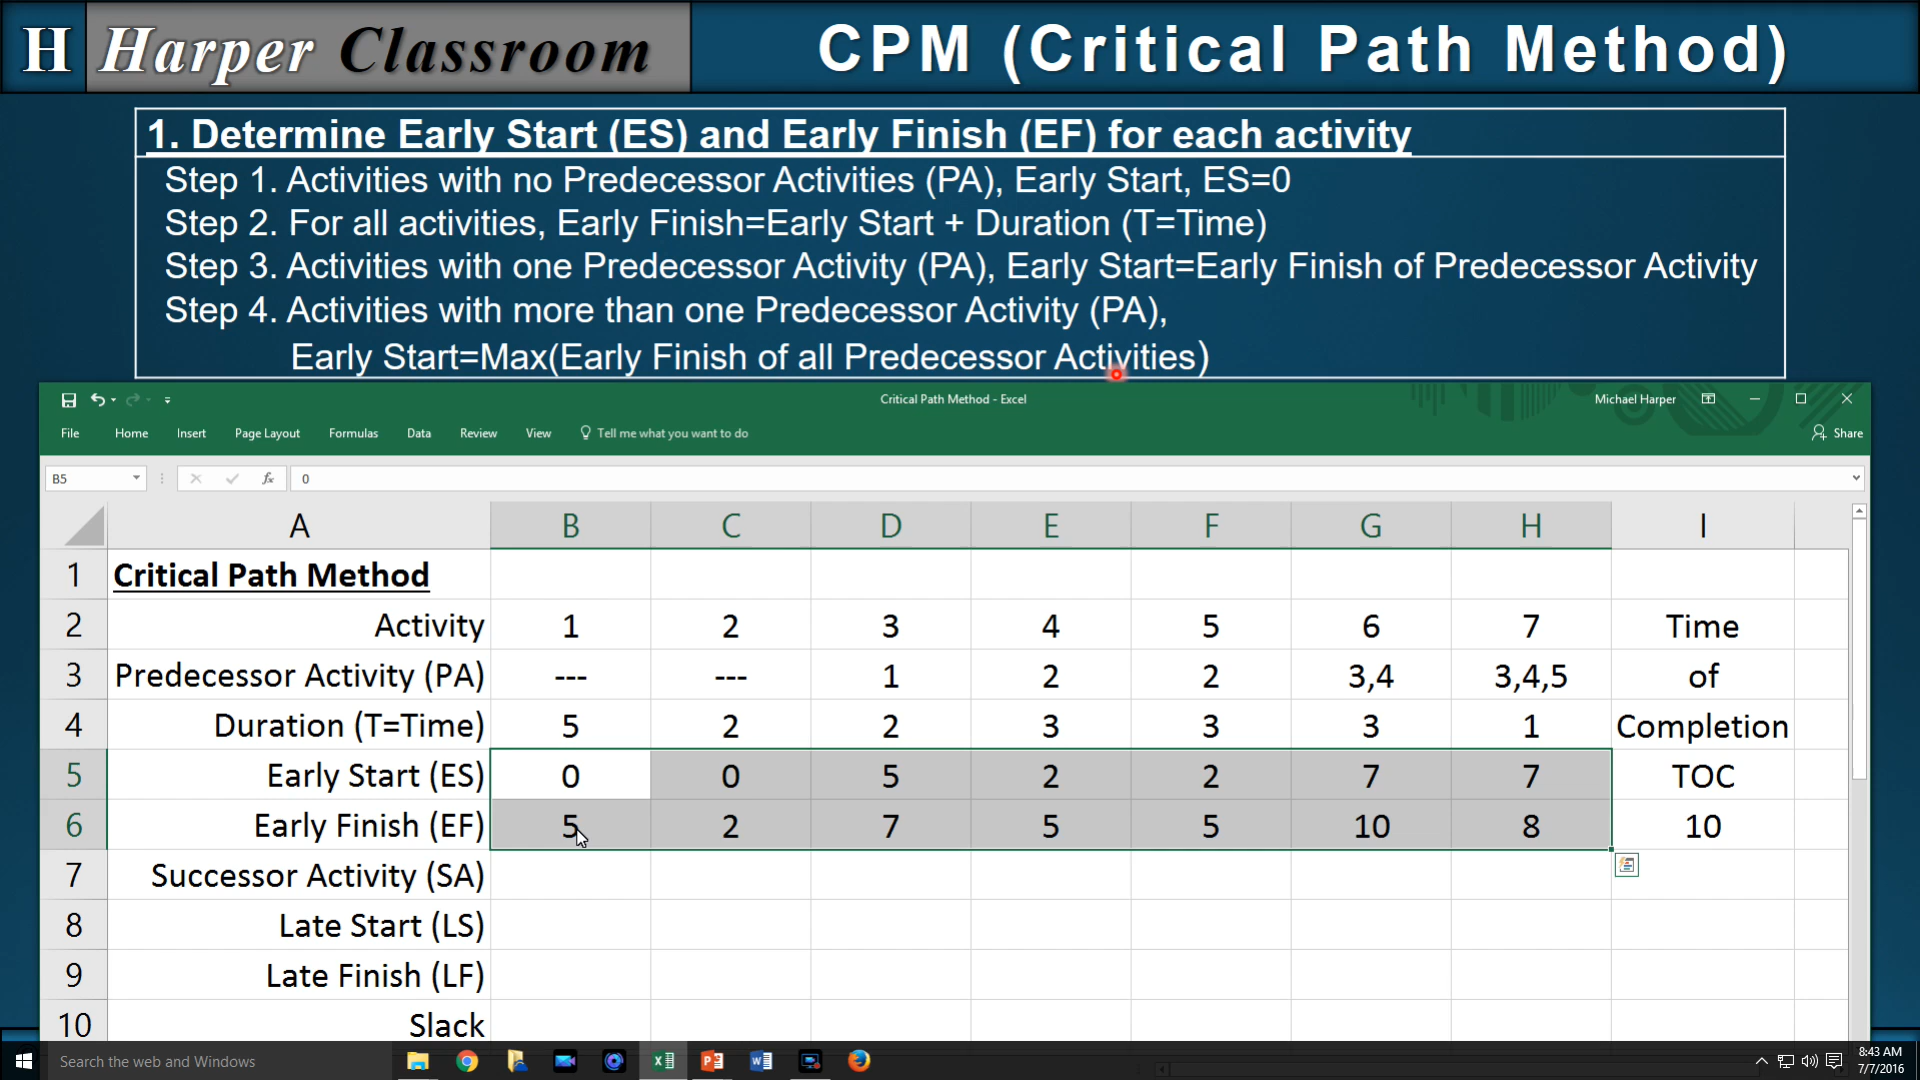 H Harper Classroom CPM (Critical Path Method)
1. Determine Early Start (ES) and Early Finish (EF) for each activity
Step 1. Activities with no Predecessor Activities (PA), Early Start, ES=0
Step 2. For all activities, Early Finish=Early Start + Duration (T=Time)
Step 3. Activities with one Predecessor Activity (PA), Early Start=Early Finish of Predecessor Activity
Step 4. Activities with more than one Predecessor Activity (PA),
Early Start=Max(Early Finish of all Predecessor Activities)
Critical Path Method - Excel Michael Harper
File Home Insert Page Layout Formulas Data Review View Tell me what you want to do Share
B5 fx 0
A B C D E F G H I
1 Critical Path Method
2 Activity 1 2 3 4 5 6 7 Time
3 Predecessor Activity (PA) --- --- 1 2 2 3,4 3,4,5 of
4 Duration (T=Time) 5 2 2 3 3 3 1 Completion
5 Early Start (ES) 0 0 5 2 2 7 7 TOC
6 Early Finish (EF) 5 2 7 5 5 10 8 10
7 Successor Activity (SA)
8 Late Start (LS)
9 Late Finish (LF)
10 Slack
Search the web and Windows 8:43 AM
7/7/2016